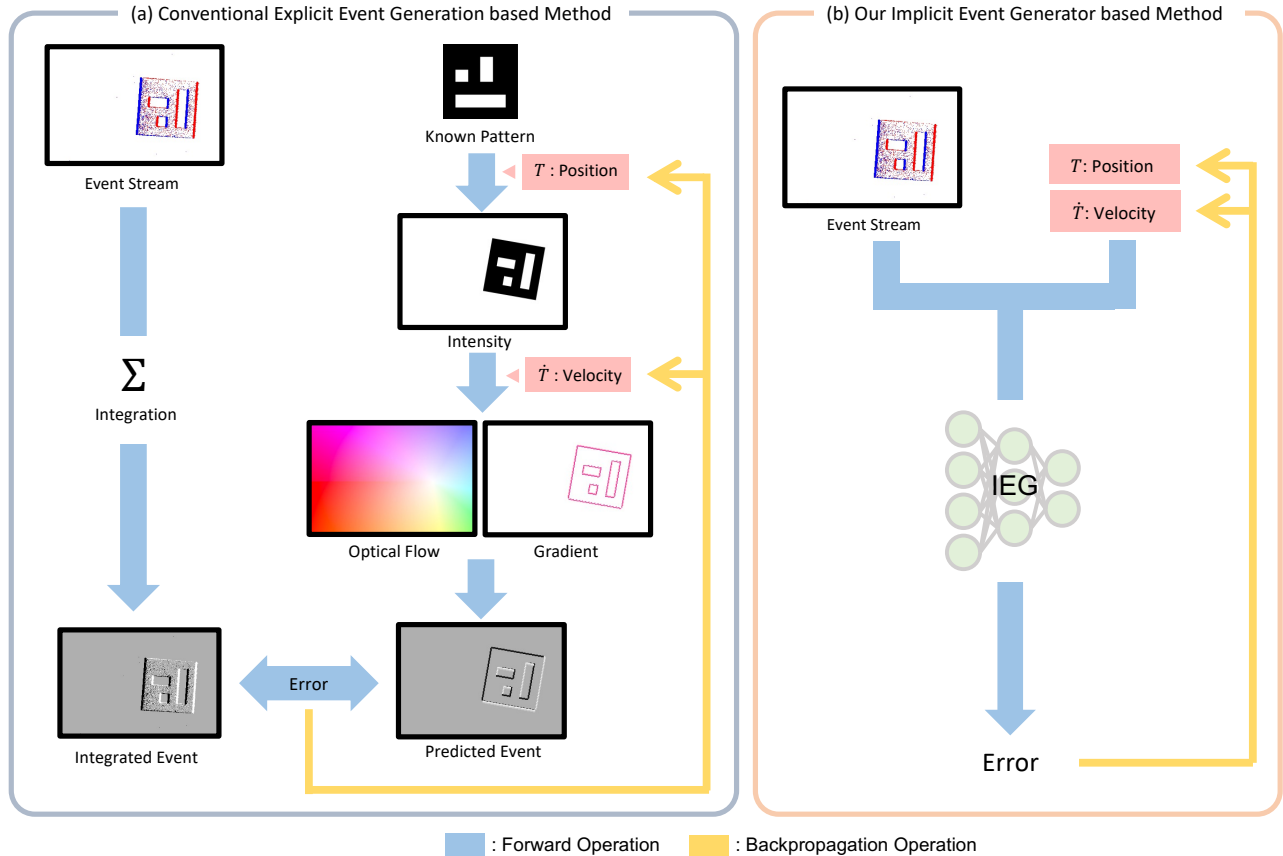 (a) Conventional Explicit Event Generation based Method
Event Stream
Σ
Integration
Integrated Event
Known Pattern
T : Position
Intensity
Ṫ : Velocity
Optical Flow
Gradient
Error
Predicted Event
(b) Our Implicit Event Generator based Method
Event Stream
T: Position
Ṫ: Velocity
IEG
Error
: Forward Operation
: Backpropagation Operation